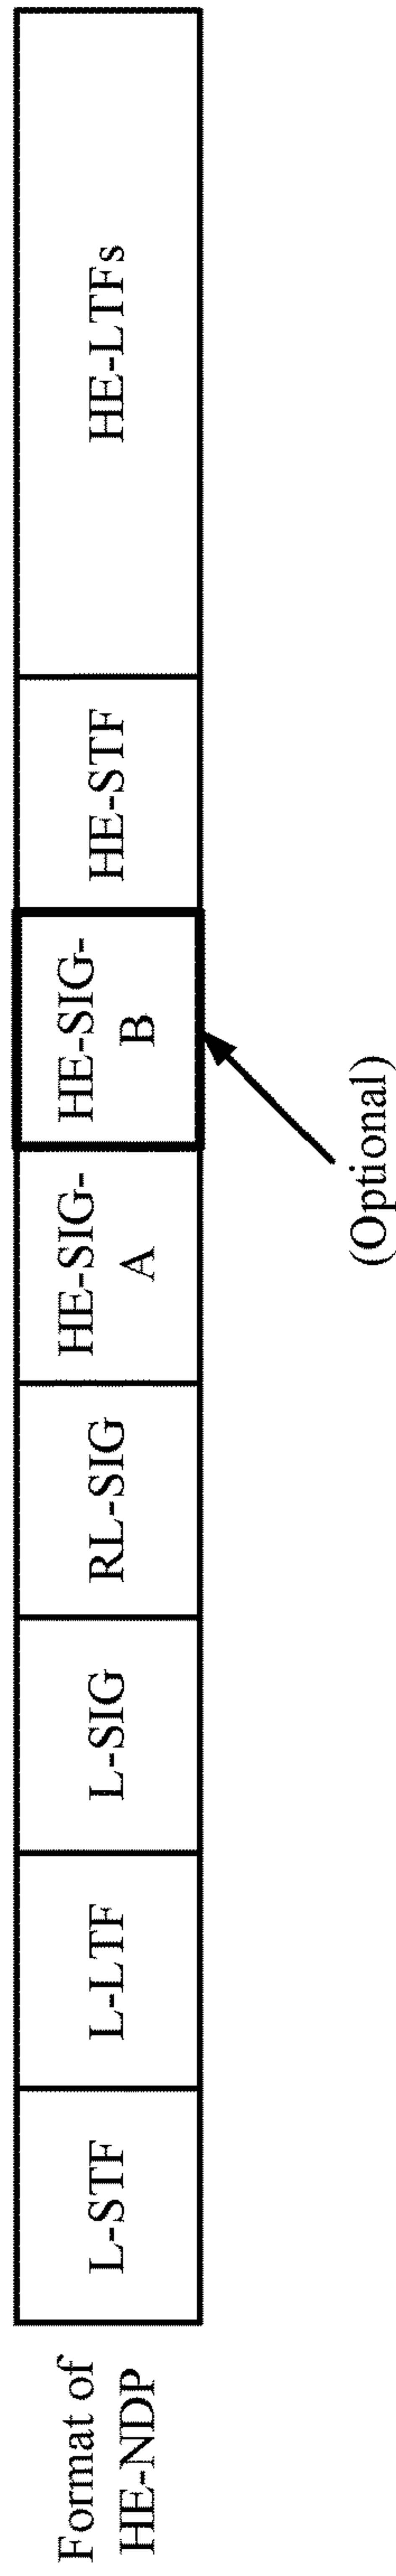 Format of
HE-NDP
L-STF
L-LTF
L-SIG
RL-SIG
HE-SIG-
A
HE-SIG-
B
HE-STF
HE-LTFs
(Optional)